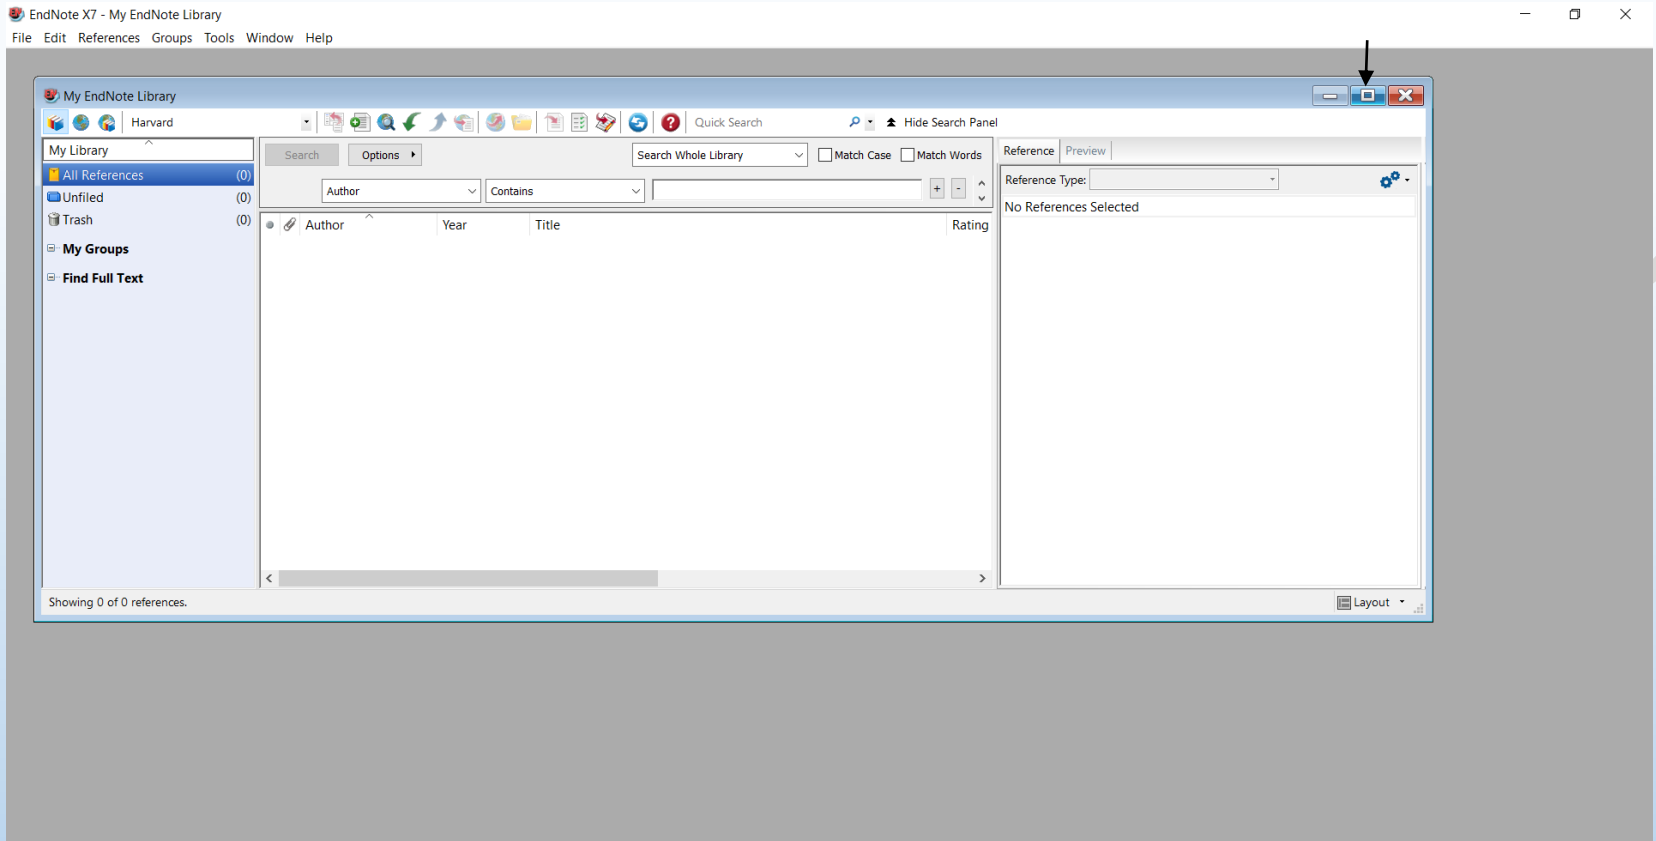 EndNote X7 - My EndNote Library
File Edit References Groups Tools Window Help
My EndNote Library
Harvard Quick Search Hide Search Panel
My Library
All References (0)
Unfiled (0)
Trash (0)
My Groups
Find Full Text
Search Options Search Whole Library Match Case Match Words
Author Contains + -
Author Year Title Rating
Reference Preview
Reference Type:
No References Selected
Showing 0 of 0 references.
Layout